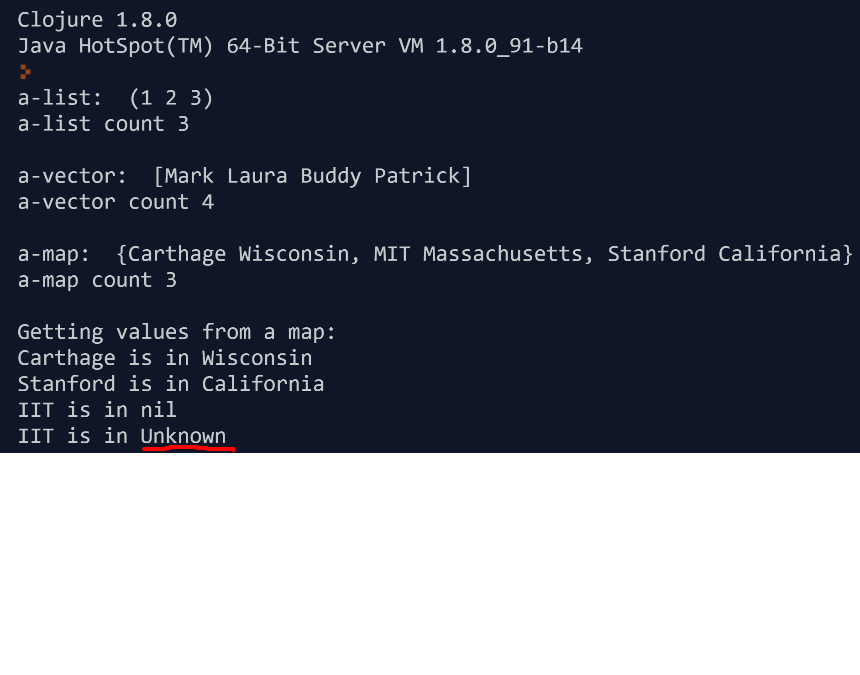 Clojure 1.8.0
Java HotSpot(TM) 64-Bit Server VM 1.8.0_91-b14
>
a-list:  (1 2 3)
a-list count 3
a-vector:  [Mark Laura Buddy Patrick]
a-vector count 4
a-map:  {Carthage Wisconsin, MIT Massachusetts, Stanford California}
a-map count 3
Getting values from a map:
Carthage is in Wisconsin
Stanford is in California
IIT is in nil
IIT is in Unknown